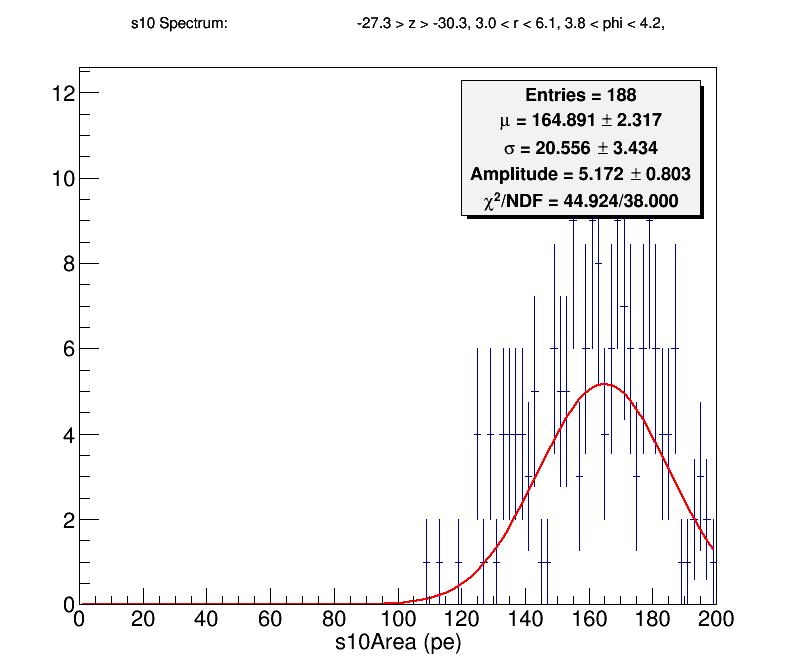 s10 Spectrum: -27.3 > z > -30.3, 3.0 < r < 6.1, 3.8 < phi < 4.2,
Entries = 188
μ = 164.891 ± 2.317
σ = 20.556 ± 3.434
Amplitude = 5.172 ± 0.803
χ²/NDF = 44.924/38.000
12
10
8
6
4
2
0
0 20 40 60 80 100 120 140 160 180 200
s10Area (pe)